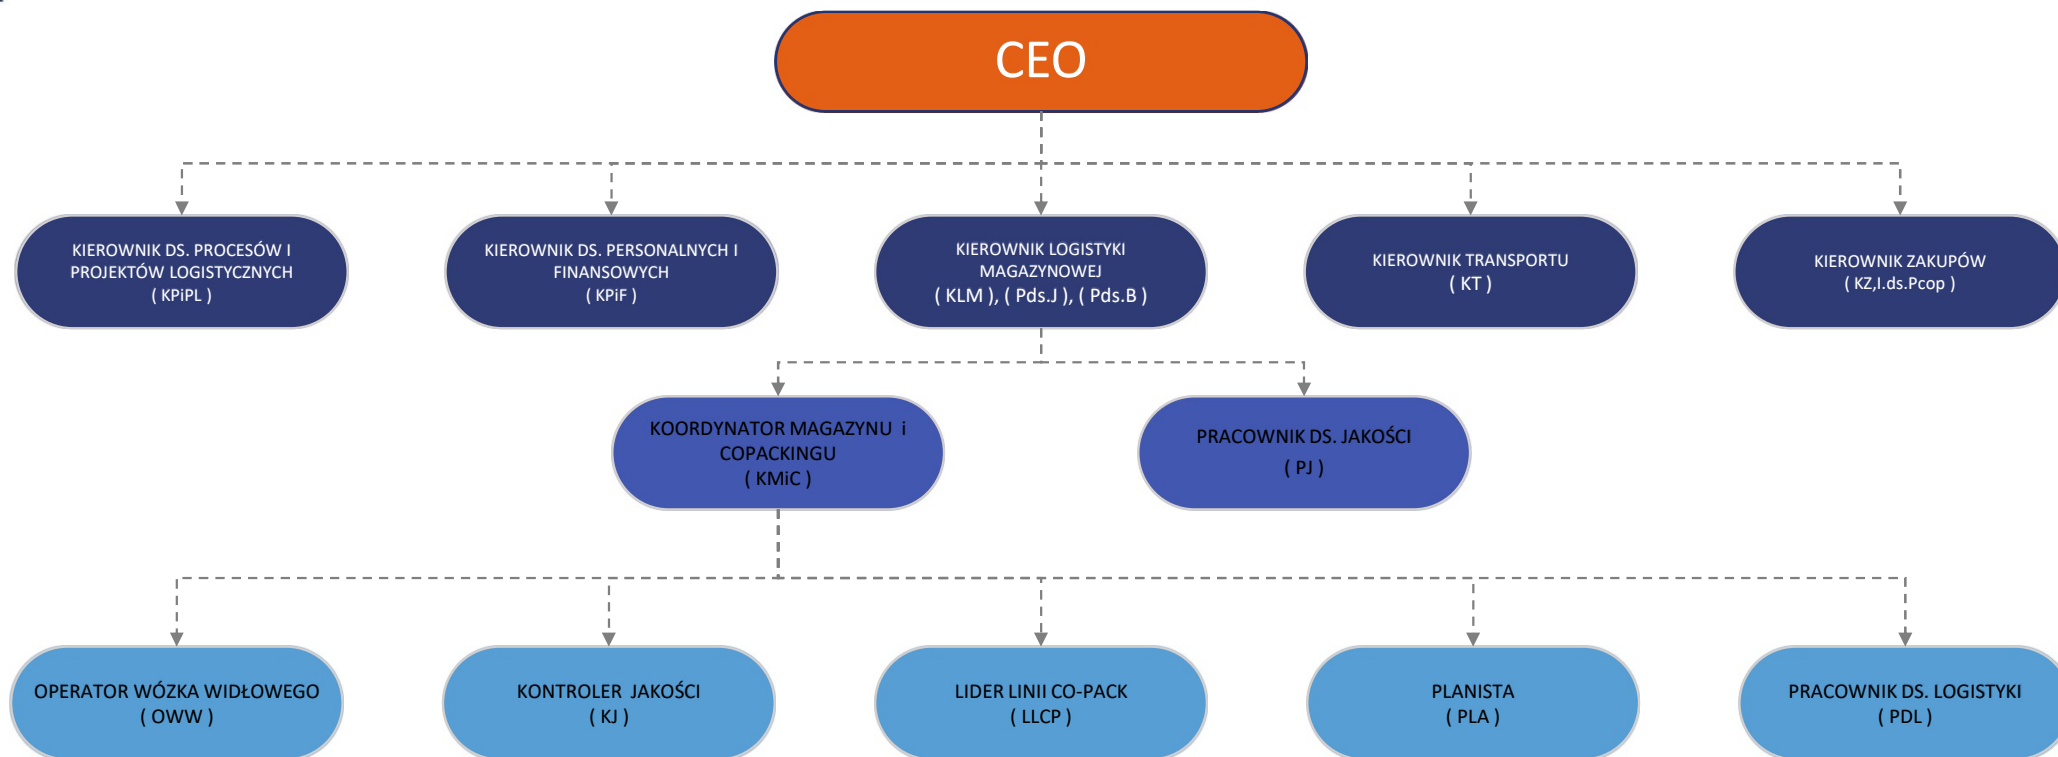 CEO
KIEROWNIK DS. PROCESÓW I
PROJEKTÓW LOGISTYCZNYCH
( KPiPL )
KIEROWNIK DS. PERSONALNYCH I
FINANSOWYCH
( KPiF )
KIEROWNIK LOGISTYKI
MAGAZYNOWEJ
( KLM ), ( Pds.J ), ( Pds.B )
KIEROWNIK TRANSPORTU
( KT )
KIEROWNIK ZAKUPÓW
( KZ,I.ds.Pcop )
KOORDYNATOR MAGAZYNU i
COPACKINGU
( KMiC )
PRACOWNIK DS. JAKOŚCI
( PJ )
OPERATOR WÓZKA WIDŁOWEGO
( OWW )
KONTROLER JAKOŚCI
( KJ )
LIDER LINII CO-PACK
( LLCP )
PLANISTA
( PLA )
PRACOWNIK DS. LOGISTYKI
( PDL )